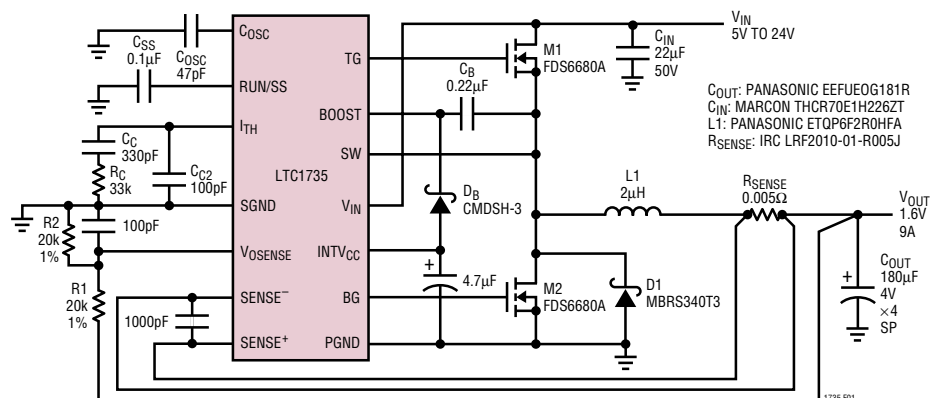 COSC
CSS
0.1µF
COSC
47pF
RUN/SS
ITH
CC
330pF
RC
33k
CC2
100pF
SGND
R2
20k
1%
100pF
VOSENSE
R1
20k
1%
SENSE–
1000pF
SENSE+
LTC1735
TG
BOOST
SW
VIN
INTVCC
BG
PGND
CB
0.22µF
DB
CMDSH-3
+
4.7µF
M1
FDS6680A
M2
FDS6680A
D1
MBRS340T3
L1
2µH
RSENSE
0.005Ω
CIN
22µF
50V
VIN
5V TO 24V
COUT: PANASONIC EEFUEOG181R
CIN: MARCON THCR70E1H226ZT
L1: PANASONIC ETQP6F2R0HFA
RSENSE: IRC LRF2010-01-R005J
VOUT
1.6V
9A
+
COUT
180µF
4V
×4
SP
1735 F01